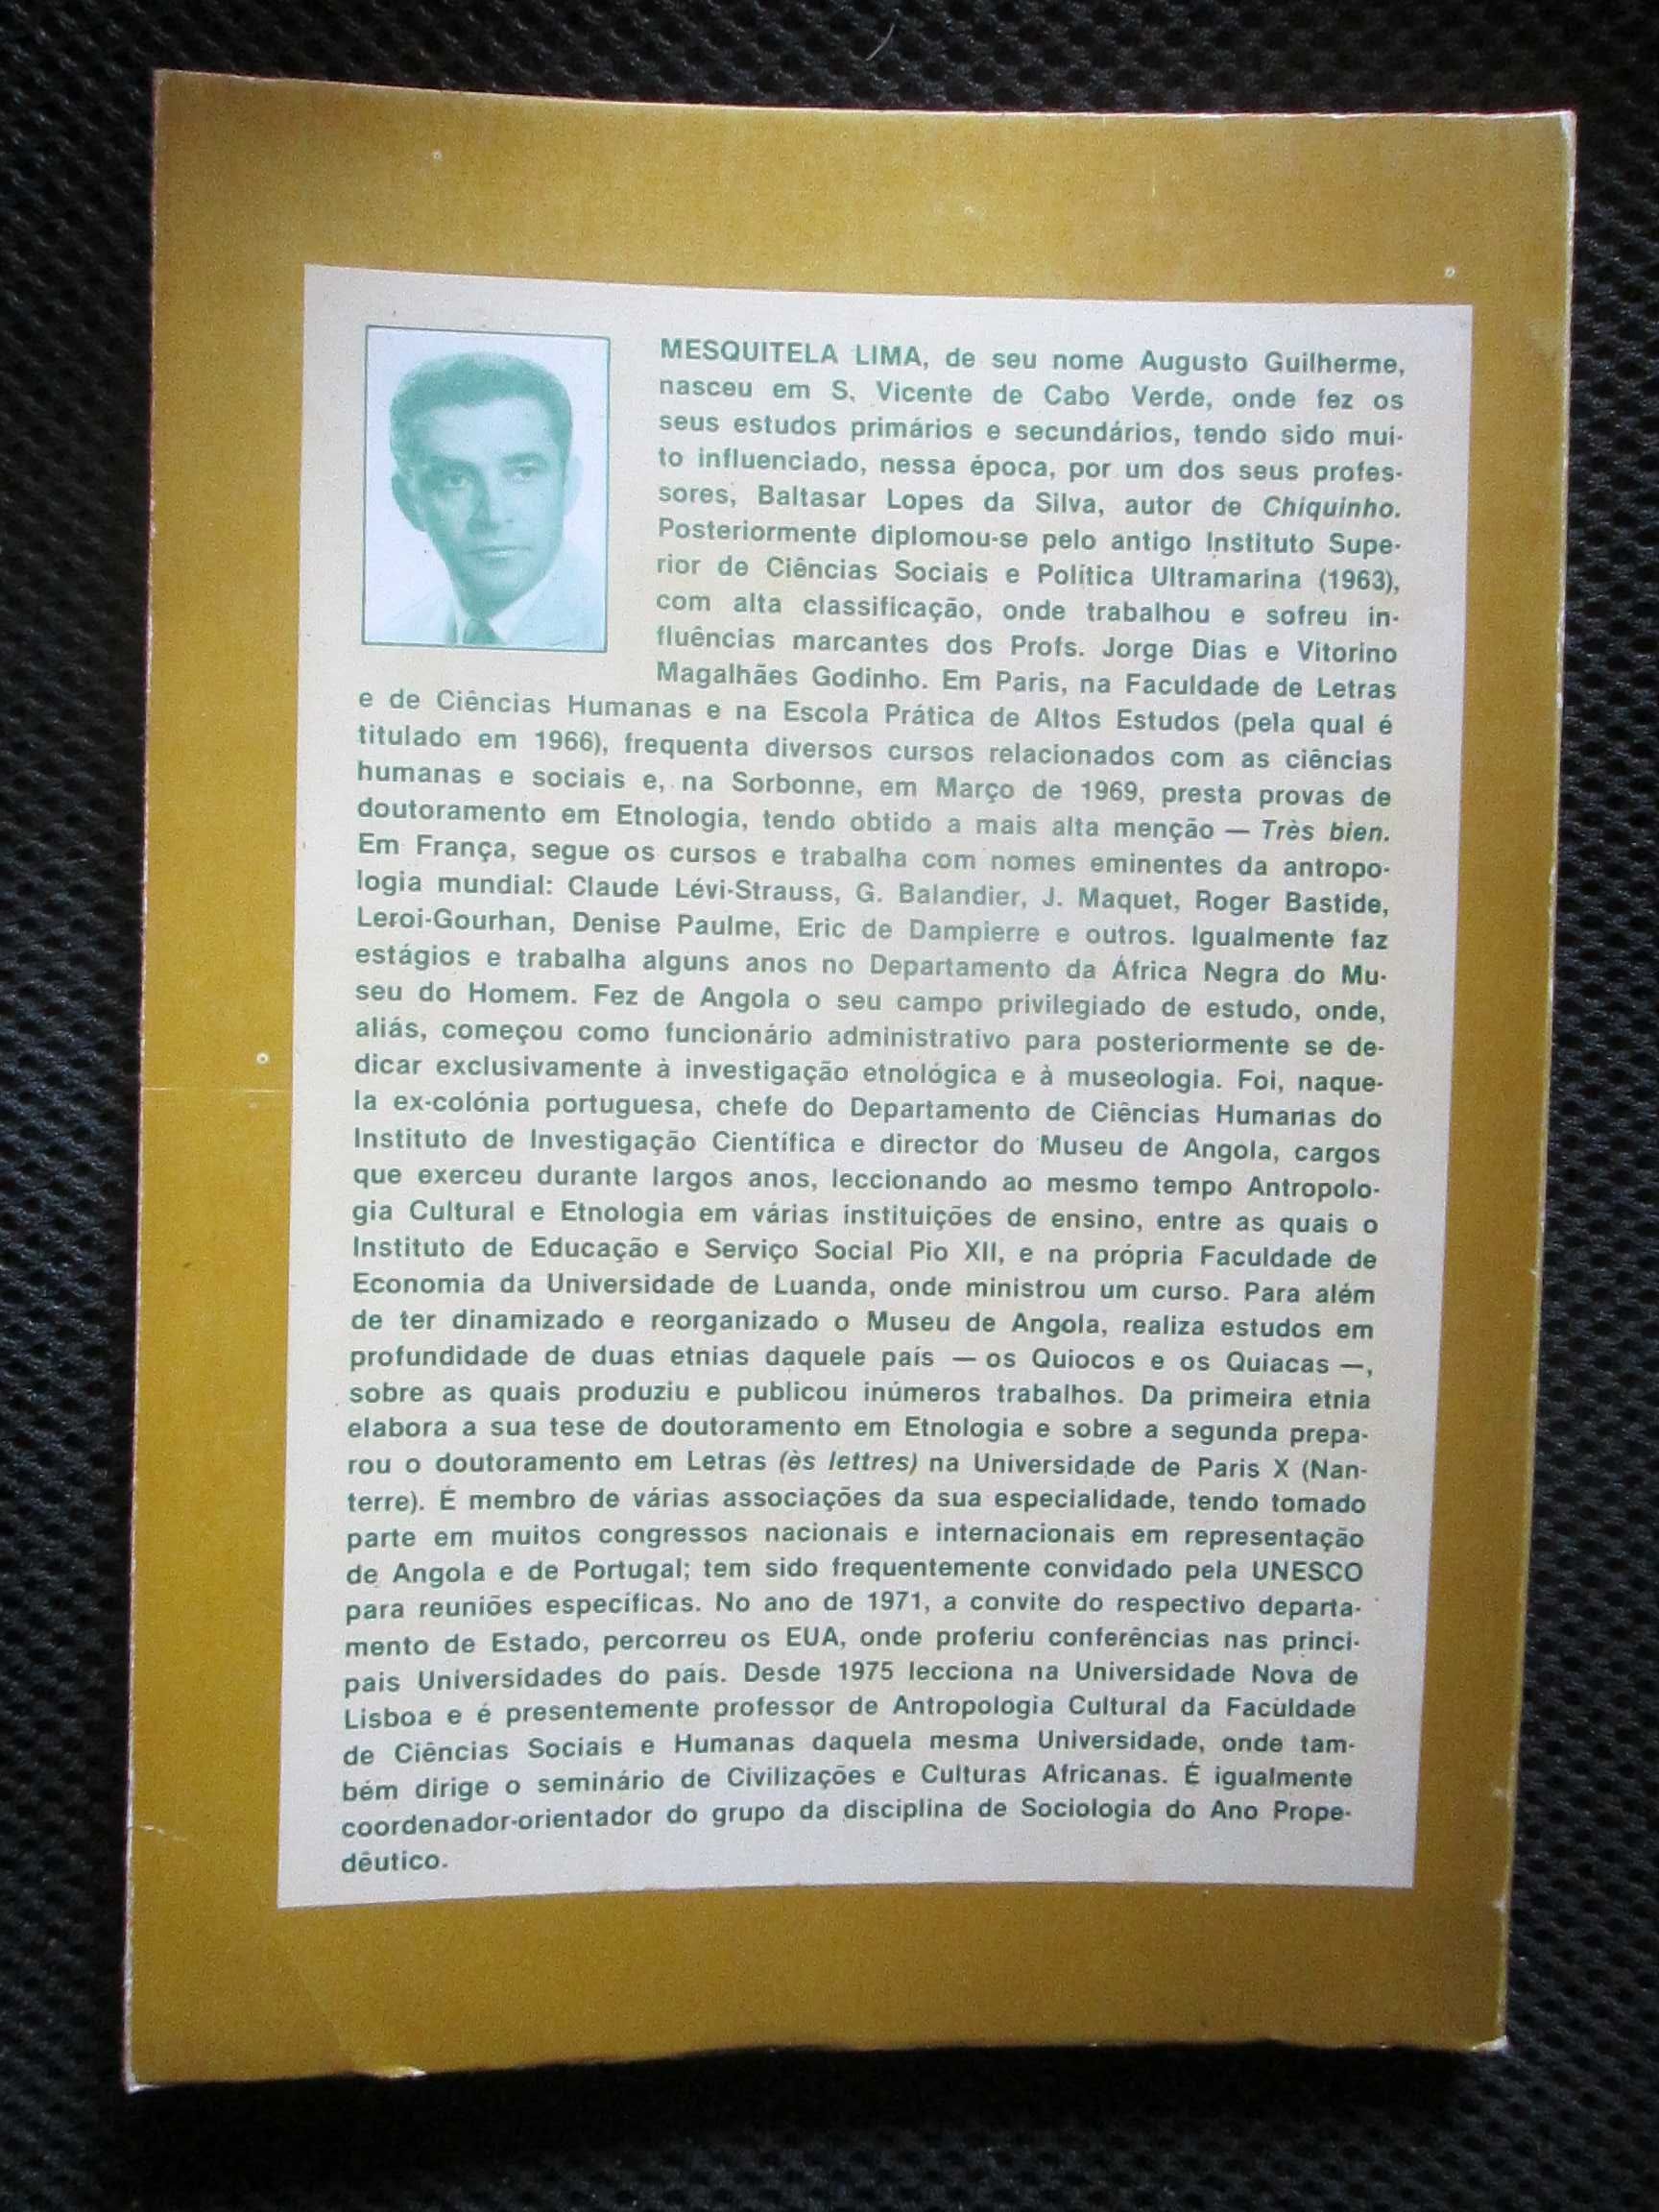 MESQUITELA LIMA, de seu nome Augusto Guilherme,
nasceu em S. Vicente de Cabo Verde, onde fez os
seus estudos primários e secundários, tendo sido mui-
to influenciado, nessa época, por um dos seus profes-
sores, Baltasar Lopes da Silva, autor de Chiquinho.
Posteriormente diplomou-se pelo antigo Instituto Supe-
rior de Ciências Sociais e Política Ultramarina (1963),
com alta classificação, onde trabalhou e sofreu in-
fluências marcantes dos Profs. Jorge Dias e Vitorino
Magalhães Godinho. Em Paris, na Faculdade de Letras
e de Ciências Humanas e na Escola Prática de Altos Estudos (pela qual é
titulado em 1966), frequenta diversos cursos relacionados com as ciências
humanas e sociais e, na Sorbonne, em Março de 1969, presta provas de
doutoramento em Etnologia, tendo obtido a mais alta menção — Très bien.
Em França, segue os cursos e trabalha com nomes eminentes da antropo-
logia mundial: Claude Lévi-Strauss, G. Balandier, J. Maquet, Roger Bastide,
Leroi-Gourhan, Denise Paulme, Eric de Dampierre e outros. Igualmente faz
estágios e trabalha alguns anos no Departamento da África Negra do Mu-
seu do Homem. Fez de Angola o seu campo privilegiado de estudo, onde,
aliás, começou como funcionário administrativo para posteriormente se de-
dicar exclusivamente à investigação etnológica e à museologia. Foi, naque-
la ex-colónia portuguesa, chefe do Departamento de Ciências Humanas do
Instituto de Investigação Científica e director do Museu de Angola, cargos
que exerceu durante largos anos, leccionando ao mesmo tempo Antropolo-
gia Cultural e Etnologia em várias instituições de ensino, entre as quais o
Instituto de Educação e Serviço Social Pio XII, e na própria Faculdade de
Economia da Universidade de Luanda, onde ministrou um curso. Para além
de ter dinamizado e reorganizado o Museu de Angola, realiza estudos em
profundidade de duas etnias daquele país — os Quiocos e os Quiacas —,
sobre as quais produziu e publicou inúmeros trabalhos. Da primeira etnia
elabora a sua tese de doutoramento em Etnologia e sobre a segunda prepa-
rou o doutoramento em Letras (ès lettres) na Universidade de Paris X (Nan-
terre). É membro de várias associações da sua especialidade, tendo tomado
parte em muitos congressos nacionais e internacionais em representação
de Angola e de Portugal; tem sido frequentemente convidado pela UNESCO
para reuniões específicas. No ano de 1971, a convite do respectivo departa-
mento de Estado, percorreu os EUA, onde proferiu conferências nas princi-
pais Universidades do país. Desde 1975 lecciona na Universidade Nova de
Lisboa e é presentemente professor de Antropologia Cultural da Faculdade
de Ciências Sociais e Humanas daquela mesma Universidade, onde tam-
bém dirige o seminário de Civilizações e Culturas Africanas. É igualmente
coordenador-orientador do grupo da disciplina de Sociologia do Ano Prope-
dêutico.